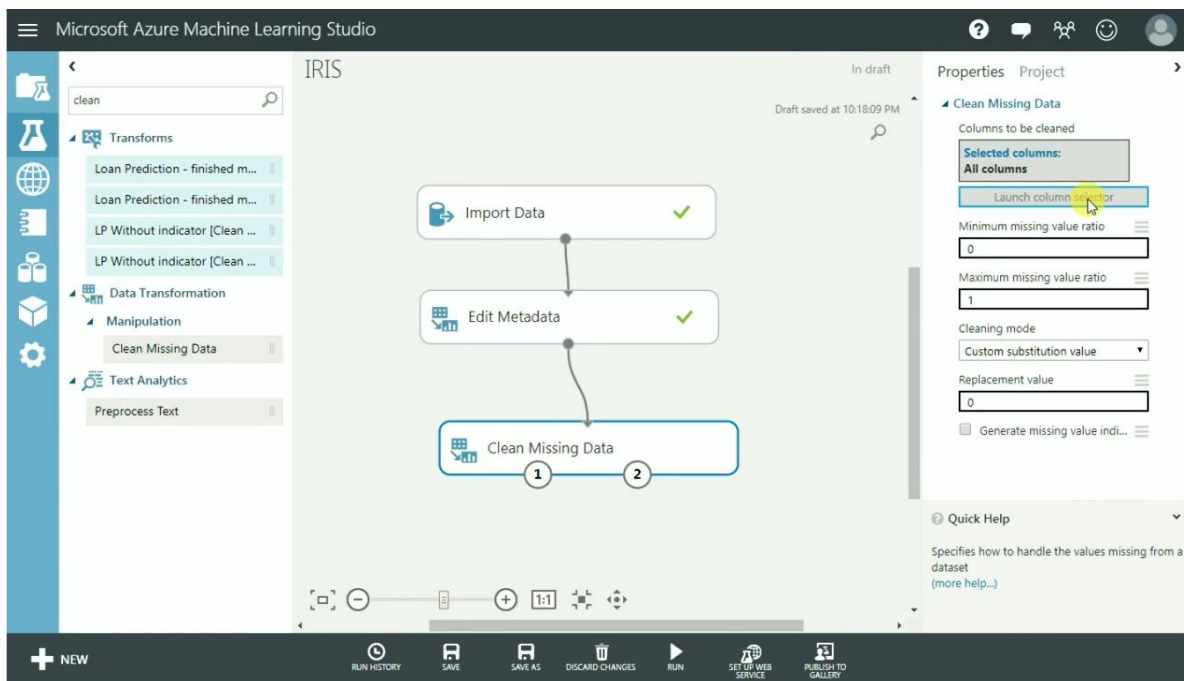 Microsoft Azure Machine Learning Studio
clean
Transforms
Loan Prediction - finished m...
Loan Prediction - finished m...
LP Without indicator [Clean ...
LP Without indicator [Clean ...
Data Transformation
Manipulation
Clean Missing Data
Text Analytics
Preprocess Text
IRIS
In draft
Draft saved at 10:18:09 PM
Import Data
Edit Metadata
Clean Missing Data
1
2
1:1
Properties Project
Clean Missing Data
Columns to be cleaned
Selected columns:
All columns
Launch column selector
Minimum missing value ratio
0
Maximum missing value ratio
1
Cleaning mode
Custom substitution value
Replacement value
0
Generate missing value indi...
Quick Help
Specifies how to handle the values missing from a
dataset
(more help...)
NEW
RUN HISTORY
SAVE
SAVE AS
DISCARD CHANGES
RUN
SET UP WEB
SERVICE
PUBLISH TO
GALLERY